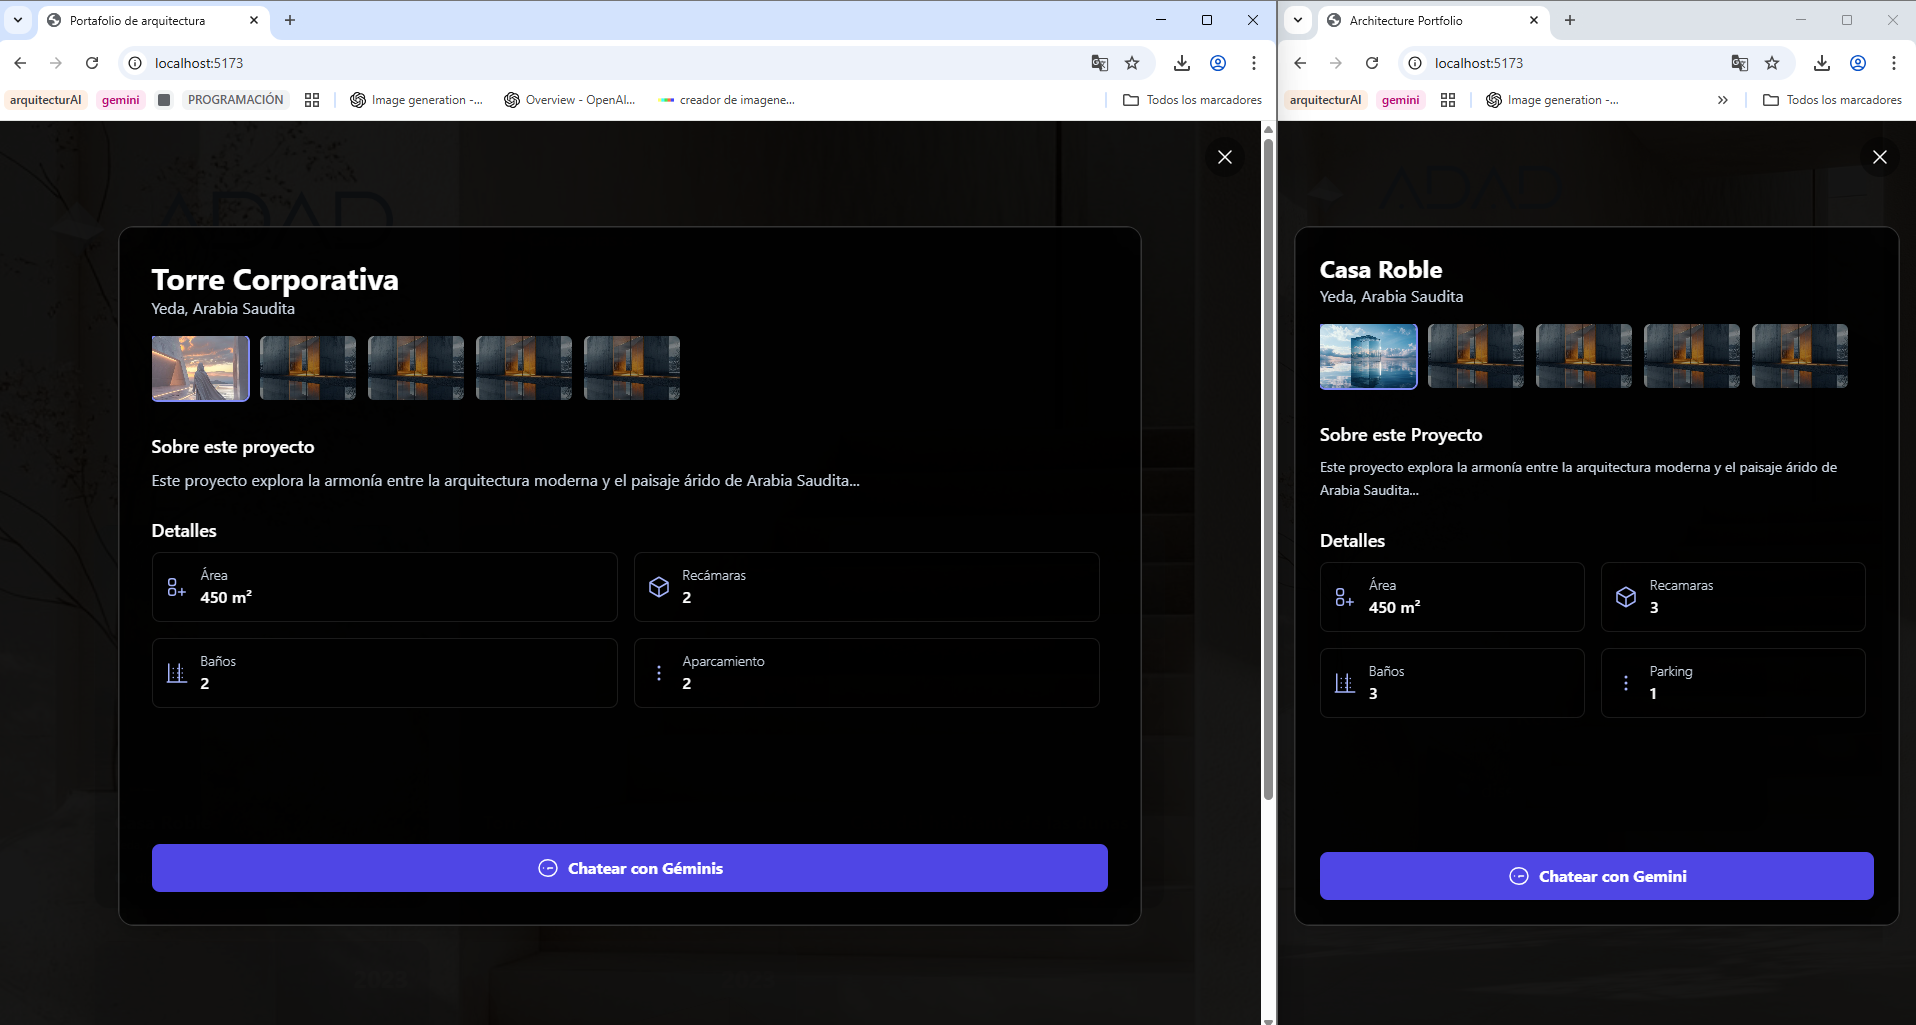 Portafolio de arquitectura
localhost:5173
arquitecturAI
gemini
PROGRAMACIÓN
Image generation -...
Overview - OpenAI...
creador de imagene...
Todos los marcadores
ADAD
Torre Corporativa
Yeda, Arabia Saudita
Sobre este proyecto
Este proyecto explora la armonía entre la arquitectura moderna y el paisaje árido de Arabia Saudita...
Detalles
Área
450 m²
Recámaras
2
Baños
2
Aparcamiento
2
Chatear con Géminis
2023
Architecture Portfolio
localhost:5173
arquitecturAI
gemini
Image generation -...
Todos los marcadores
ADAD
Casa Roble
Yeda, Arabia Saudita
Sobre este Proyecto
Este proyecto explora la armonía entre la arquitectura moderna y el paisaje árido de
Arabia Saudita...
Detalles
Área
450 m²
Recamaras
3
Baños
3
Parking
1
Chatear con Gemini